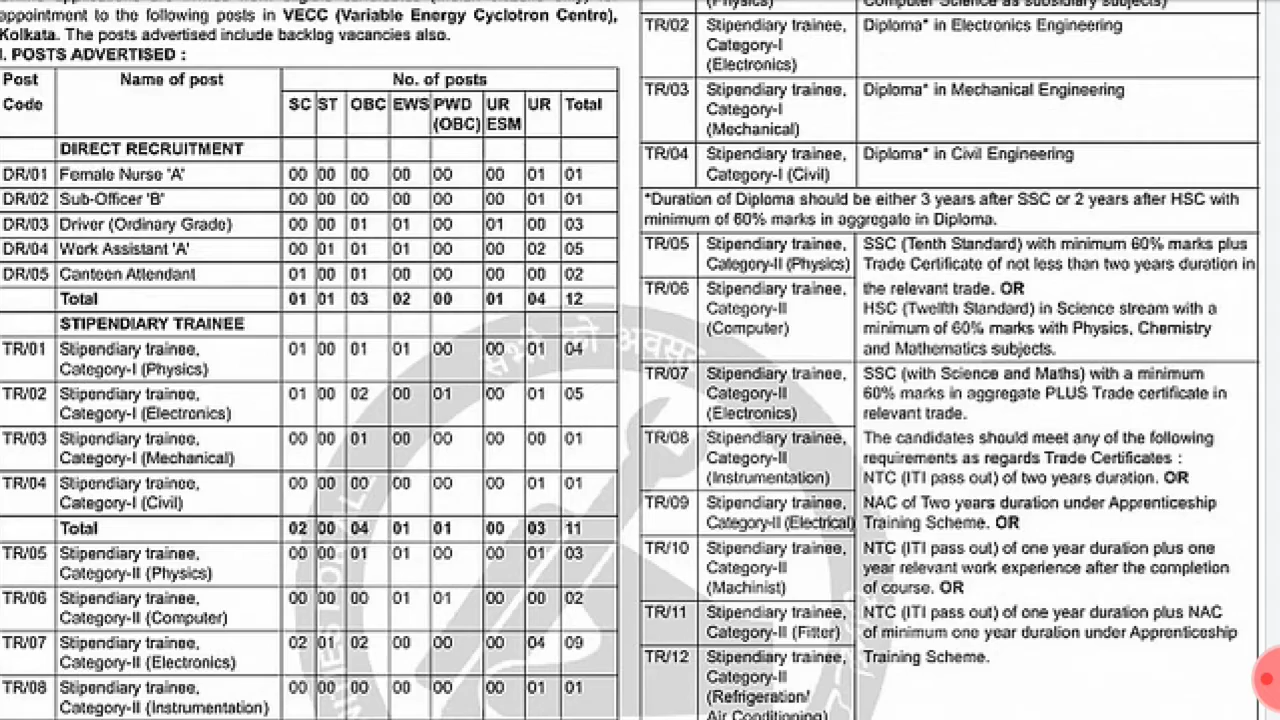 appointment to the following posts in VECC (Variable Energy Cyclotron Centre),
Kolkata. The posts advertised include backlog vacancies also.
I. POSTS ADVERTISED :
Post Code Name of post No. of posts
SC ST OBC EWS PWD (OBC) UR ESM UR Total
DIRECT RECRUITMENT
DR/01 Female Nurse 'A' 00 00 00 00 00 00 01 01
DR/02 Sub-Officer 'B' 00 00 00 00 00 00 01 01
DR/03 Driver (Ordinary Grade) 00 00 01 01 00 01 00 03
DR/04 Work Assistant 'A' 00 01 01 01 00 00 02 05
DR/05 Canteen Attendant 01 00 01 00 00 00 00 02
Total 01 01 03 02 00 01 04 12
STIPENDIARY TRAINEE
TR/01 Stipendiary trainee, 01 00 01 01 00 00 01 04
Category-I (Physics)
TR/02 Stipendiary trainee, 01 00 02 00 01 00 01 05
Category-I (Electronics)
TR/03 Stipendiary trainee, 00 00 01 00 00 00 00 01
Category-I (Mechanical)
TR/04 Stipendiary trainee, 00 00 00 00 00 00 01 01
Category-I (Civil)
Total 02 00 04 01 01 00 03 11
TR/05 Stipendiary trainee, 00 00 01 01 00 00 01 03
Category-II (Physics)
TR/06 Stipendiary trainee, 00 00 00 01 01 00 00 02
Category-II (Computer)
TR/07 Stipendiary trainee, 02 01 02 00 00 00 04 09
Category-II (Electronics)
TR/08 Stipendiary trainee, 00 00 00 00 00 00 01 01
Category-II (Instrumentation)
(Physics) Computer Science as subsidiary subjects)
TR/02 Stipendiary trainee, Diploma* in Electronics Engineering
Category-I
(Electronics)
TR/03 Stipendiary trainee, Diploma* in Mechanical Engineering
Category-I
(Mechanical)
TR/04 Stipendiary trainee, Diploma* in Civil Engineering
Category-I (Civil)
*Duration of Diploma should be either 3 years after SSC or 2 years after HSC with
minimum of 60% marks in aggregate in Diploma.
TR/05 Stipendiary trainee, SSC (Tenth Standard) with minimum 60% marks plus
Category-II (Physics) Trade Certificate of not less than two years duration in
TR/06 Stipendiary trainee, the relevant trade. OR
Category-II HSC (Twelfth Standard) in Science stream with a
(Computer) minimum of 60% marks with Physics, Chemistry
and Mathematics subjects.
TR/07 Stipendiary trainee, SSC (with Science and Maths) with a minimum
Category-II 60% marks in aggregate PLUS Trade certificate in
(Electronics) relevant trade.
TR/08 Stipendiary trainee, The candidates should meet any of the following
Category-II requirements as regards Trade Certificates :
(Instrumentation) NTC (ITI pass out) of two years duration. OR
TR/09 Stipendiary trainee, NAC of Two years duration under Apprenticeship
Category-II (Electrical) Training Scheme. OR
TR/10 Stipendiary trainee, NTC (ITI pass out) of one year duration plus one
Category-II year relevant work experience after the completion
(Machinist) of course. OR
TR/11 Stipendiary trainee, NTC (ITI pass out) of one year duration plus NAC
Category-II (Fitter) of minimum one year duration under Apprenticeship
TR/12 Stipendiary trainee, Training Scheme.
Category-II
(Refrigeration/
Air Conditioning)